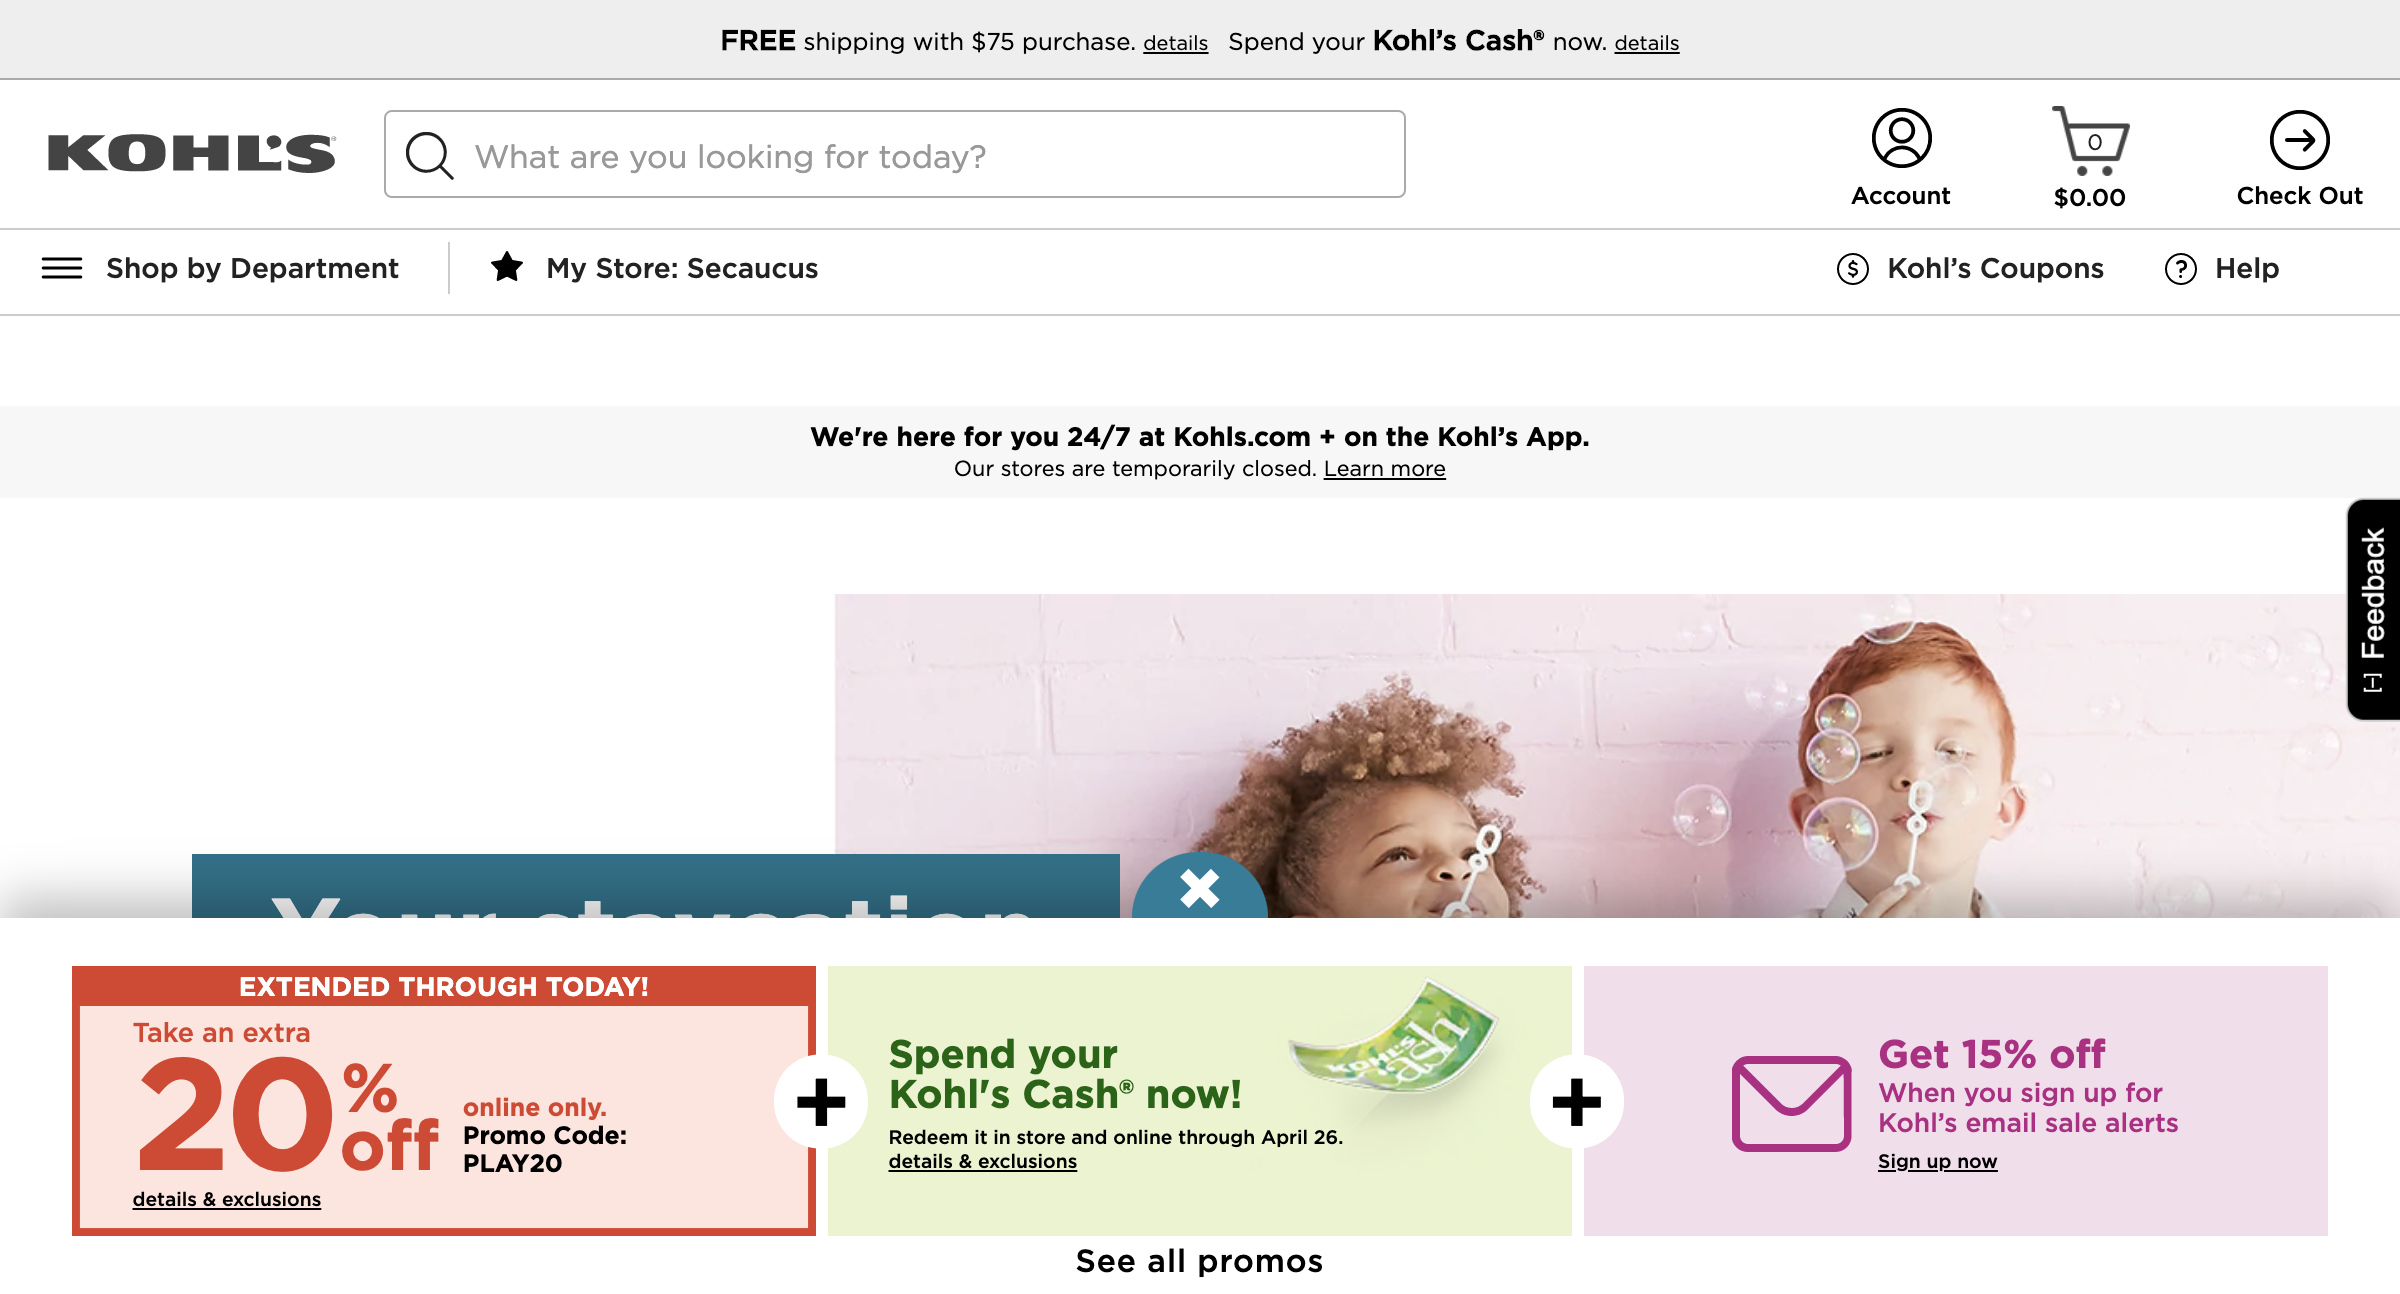 FREE shipping with $75 purchase. details Spend your Kohl's Cash® now. details
KOHL'S
What are you looking for today?
Account
0
$0.00
Check Out
Shop by Department
My Store: Secaucus
$ Kohl's Coupons
? Help
We're here for you 24/7 at Kohls.com + on the Kohl's App.
Our stores are temporarily closed. Learn more
[-] Feedback
Your staycation
EXTENDED THROUGH TODAY!
Take an extra
20% off
online only.
Promo Code:
PLAY20
details & exclusions
+
Spend your
Kohl's Cash® now!
Redeem it in store and online through April 26.
details & exclusions
KOHL'S
cash
+
Get 15% off
When you sign up for
Kohl's email sale alerts
Sign up now
See all promos